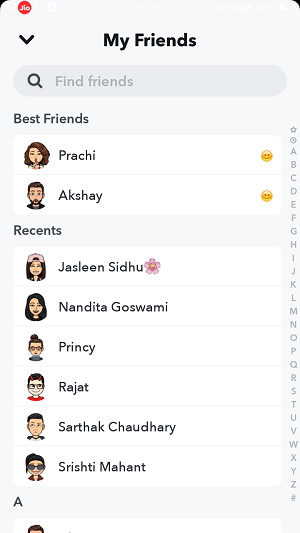 Jio
My Friends
Find friends
Best Friends
Prachi 😊
Akshay 😊
Recents
Jasleen Sidhu🌸
Nandita Goswami
Princy
Rajat
Sarthak Chaudhary
Srishti Mahant
A
A
B
C
D
E
F
G
H
I
J
K
L
M
N
O
P
Q
R
S
T
U
V
W
X
Y
Z
#